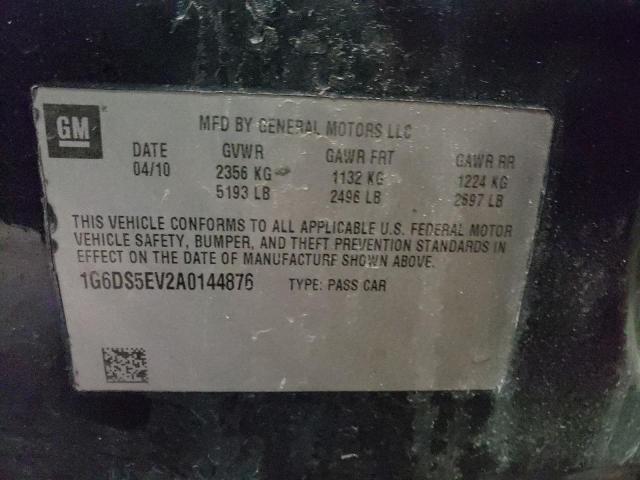 GM
MFD BY GENERAL MOTORS LLC
DATE GVWR GAWR FRT GAWR RR
04/10 2356 KG 1132 KG 1224 KG
5193 LB 2496 LB 2697 LB
THIS VEHICLE CONFORMS TO ALL APPLICABLE U.S. FEDERAL MOTOR
VEHICLE SAFETY, BUMPER, AND THEFT PREVENTION STANDARDS IN
EFFECT ON THE DATE OF MANUFACTURE SHOWN ABOVE.
1G6DS5EV2A0144876 TYPE: PASS CAR